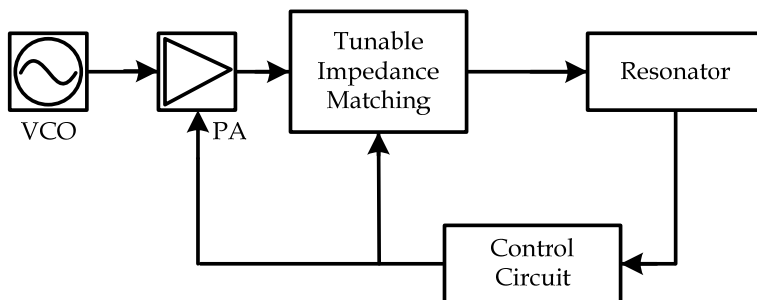 Tunable
Impedance
Matching
Resonator
VCO
PA
Control
Circuit